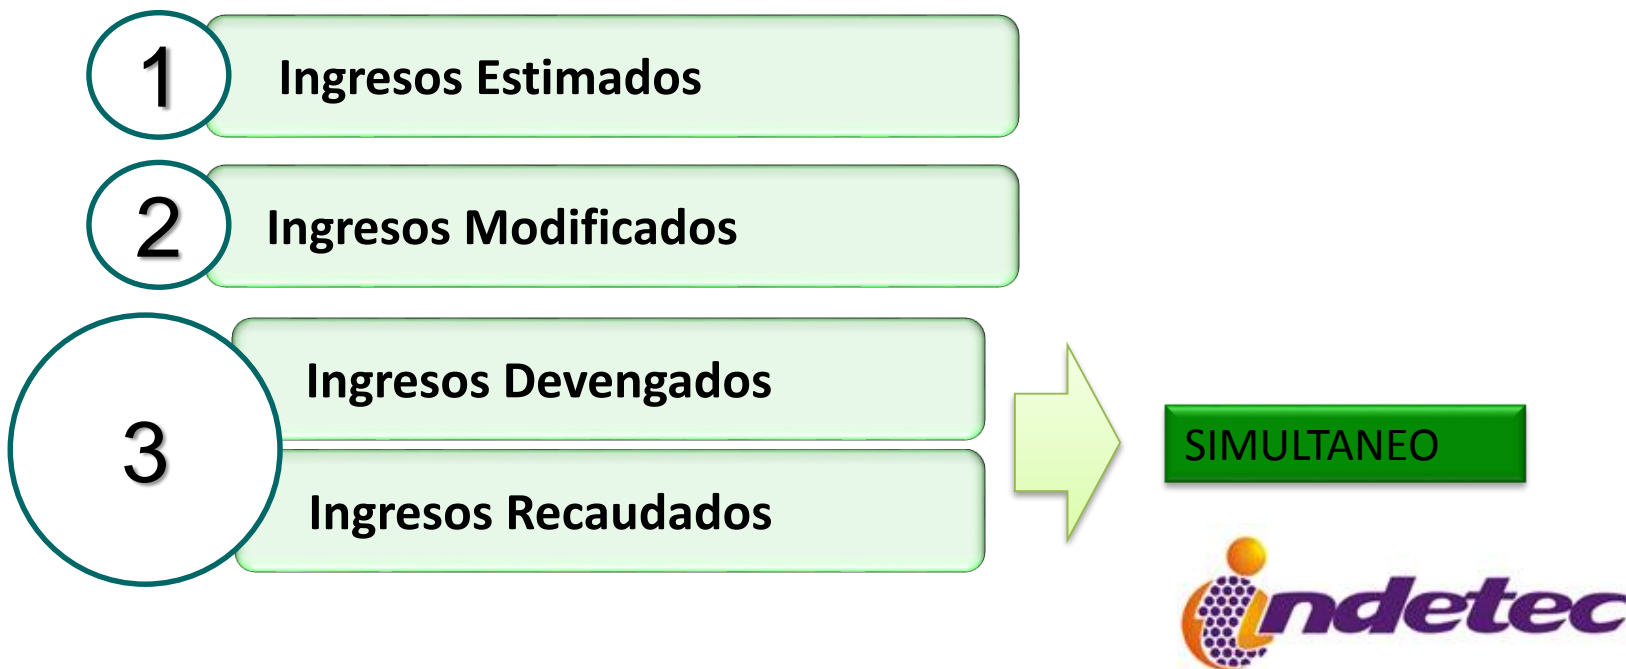 1
Ingresos Estimados
2
Ingresos Modificados
3
Ingresos Devengados
Ingresos Recaudados
SIMULTANEO
indetec